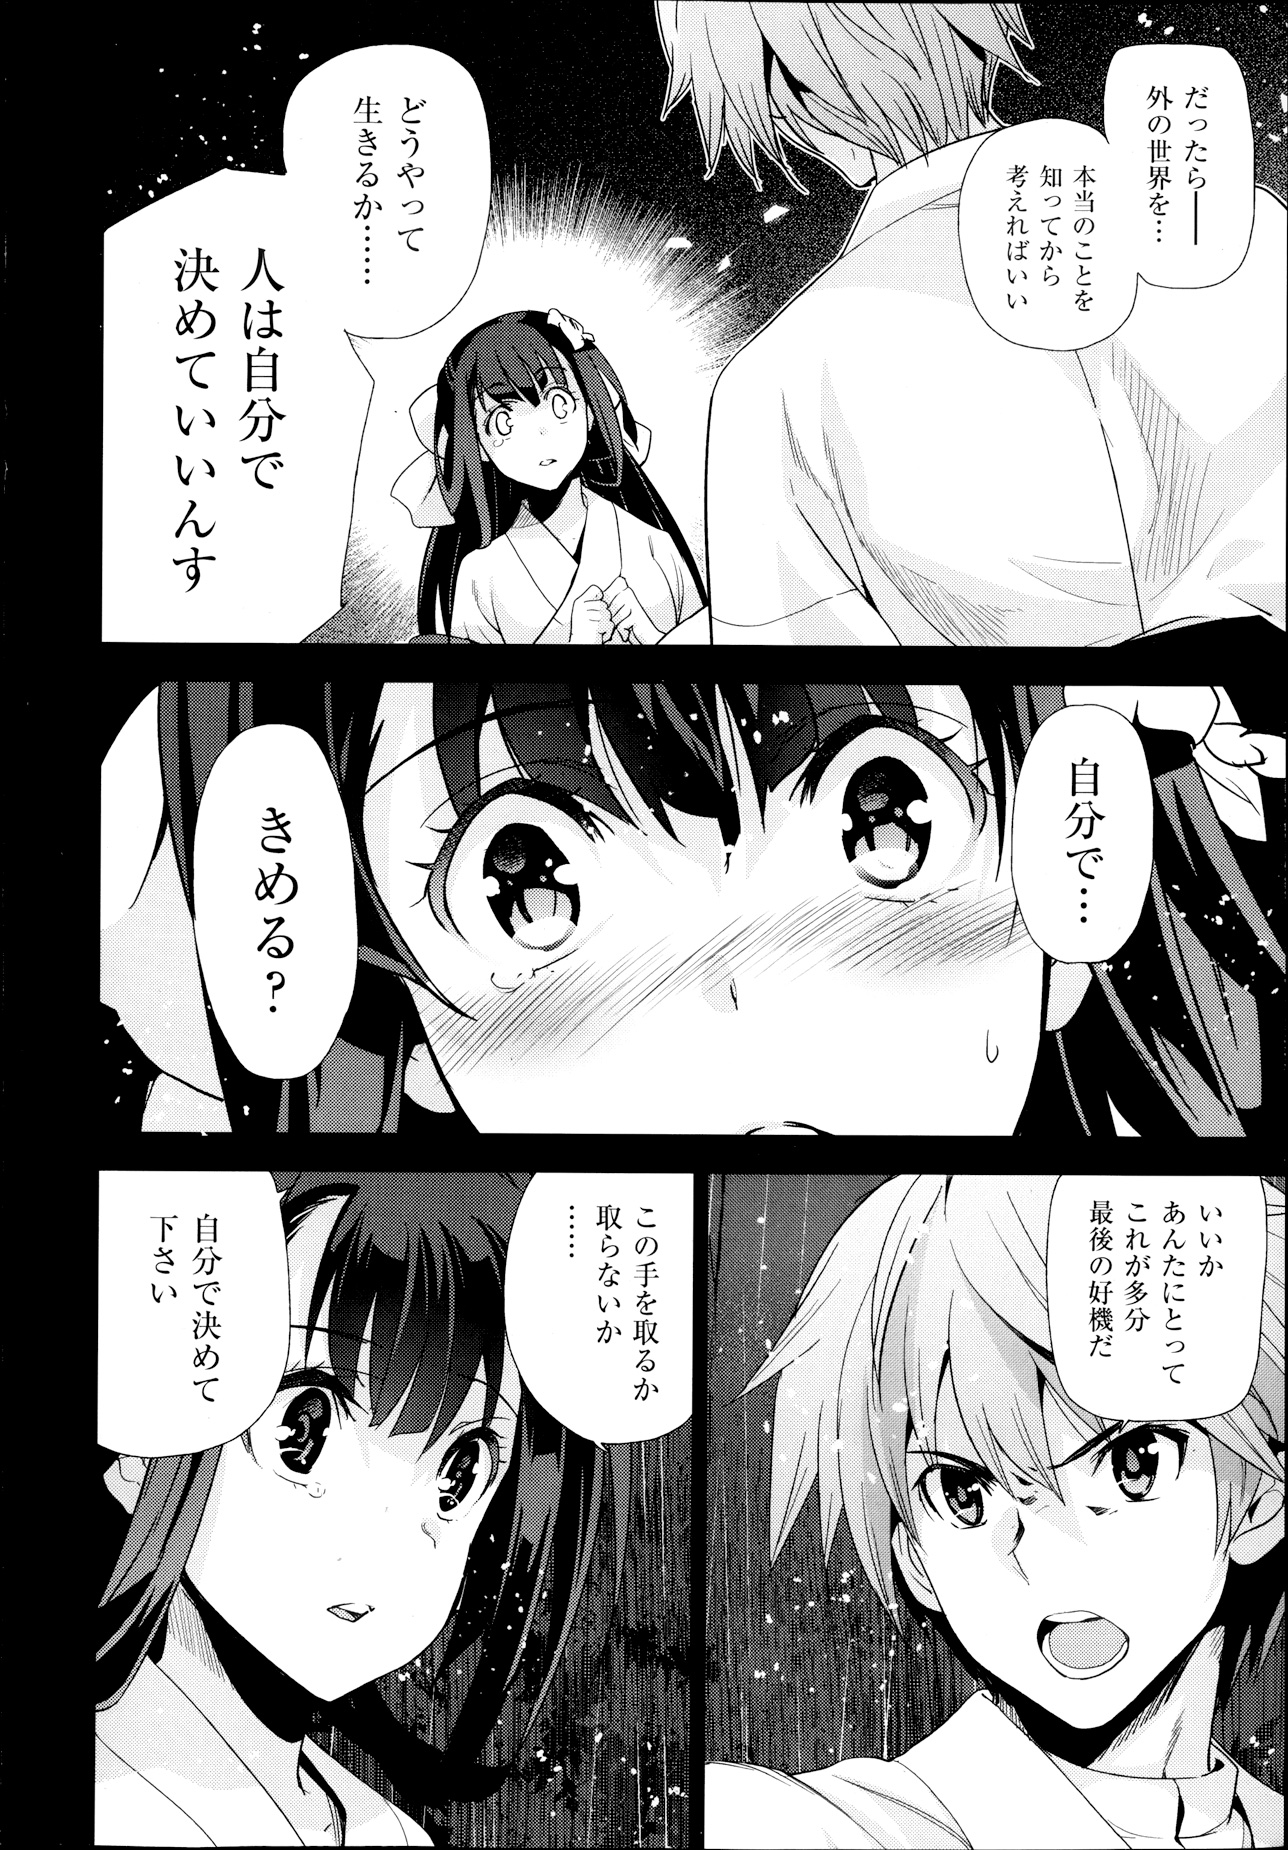 だったら――
外の世界を…
本当のことを
知ってから
考えればいい
どうやって
生きるか……
人は自分で
決めていいんす
自分で…
きめる?
いいか
あんたにとって
これが多分
最後の好機だ
この手を取るか
取らないか
……
自分で決めて
下さい